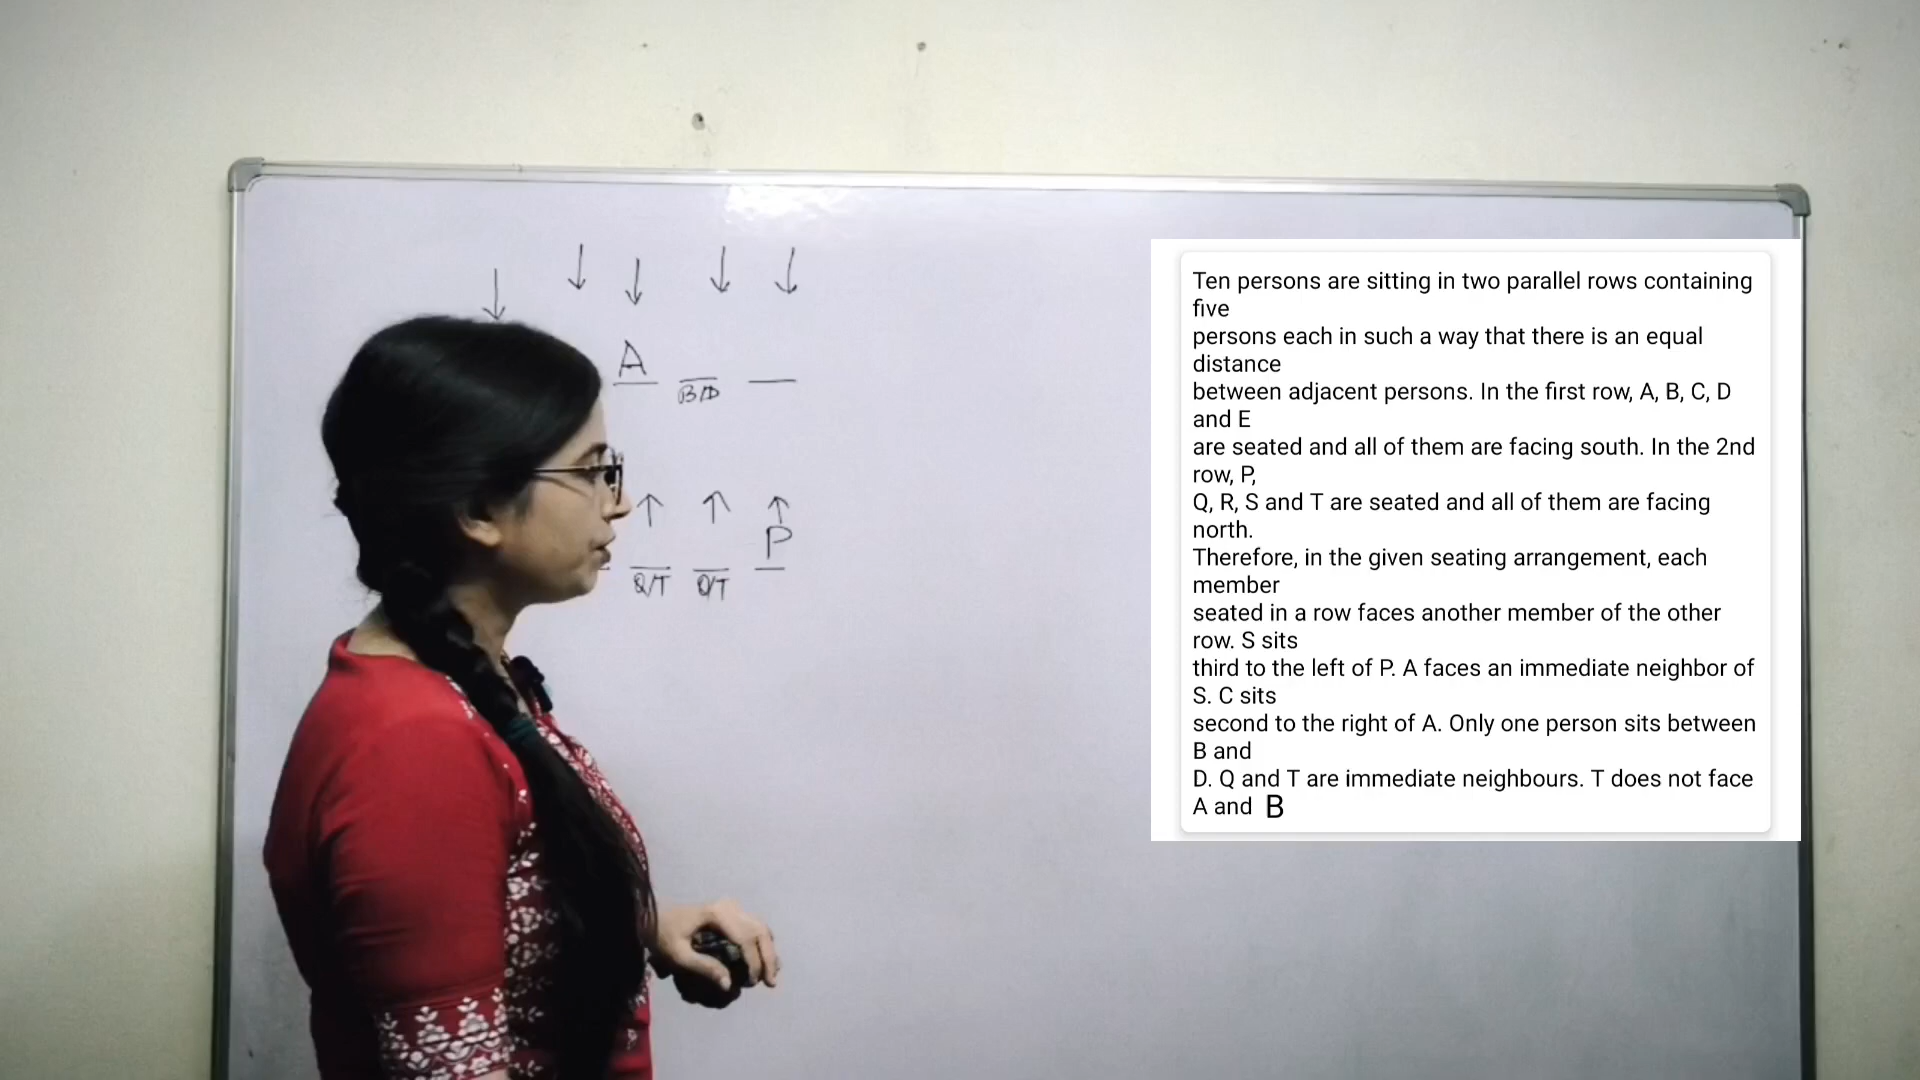 A
B/D
P
Q/T Q/T
Ten persons are sitting in two parallel rows containing
five
persons each in such a way that there is an equal
distance
between adjacent persons. In the first row, A, B, C, D
and E
are seated and all of them are facing south. In the 2nd
row, P,
Q, R, S and T are seated and all of them are facing
north.
Therefore, in the given seating arrangement, each
member
seated in a row faces another member of the other
row. S sits
third to the left of P. A faces an immediate neighbor of
S. C sits
second to the right of A. Only one person sits between
B and
D. Q and T are immediate neighbours. T does not face
A and B